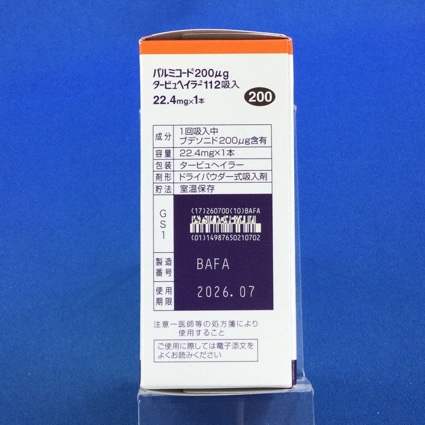 パルミコート200μg
タービュヘイラー112吸入
22.4mg×1本
200
成分 1回吸入中
ブデソニド200μg含有
容量 22.4mg×1本
包装 タービュヘイラー
剤形 ドライパウダー式吸入剤
貯法 室温保存
GS1
(17)260700(10)BAFA
(01)14987650210702
製造番号 BAFA
使用期限 2026.07
注意－医師等の処方箋により
使用すること
ご使用に際しては電子添文を
よくお読みください